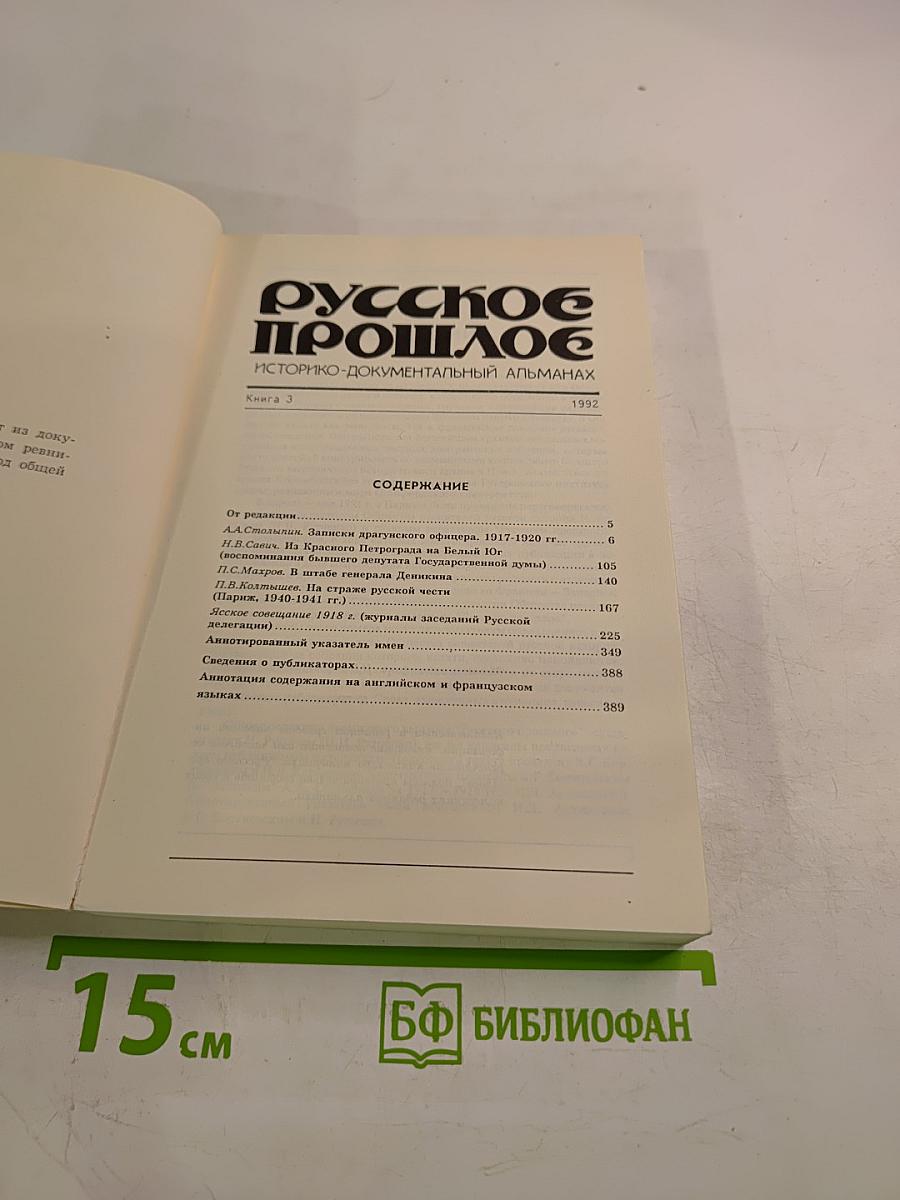 т из доку-
ом ревни-
од общей
РУССКОЕ
ПРОШЛОЕ
ИСТОРИКО-ДОКУМЕНТАЛЬНЫЙ АЛЬМАНАХ
Книга 3 1992
СОДЕРЖАНИЕ
От редакции 5
А.А.Столыпин. Записки драгунского офицера. 1917-1920 гг. 6
Н.В.Савич. Из Красного Петрограда на Белый Юг
(воспоминания бывшего депутата Государственной думы) 105
П.С.Махров. В штабе генерала Деникина 140
П.В.Колтышев. На страже русской чести
(Париж, 1940-1941 гг.) 167
Ясское совещание 1918 г. (журналы заседаний Русской
делегации) 225
Аннотированный указатель имен 349
Сведения о публикаторах 388
Аннотация содержания на английском и французском
языках 389
15 см
БФ БИБЛИОФАН